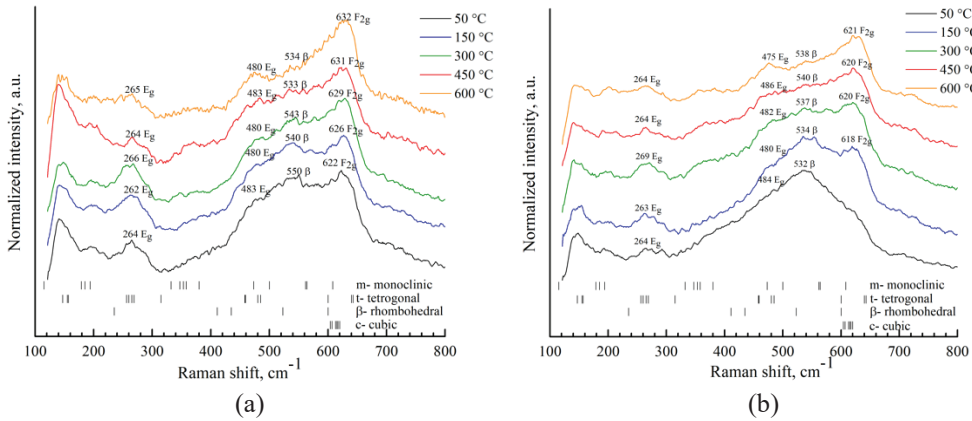 Normalized intensity, a.u.
50 °C
150 °C
300 °C
450 °C
600 °C
632 F2g
534 β
480 Eg
265 Eg
631 F2g
533 β
483 Eg
264 Eg
629 F2g
543 β
480 Eg
266 Eg
626 F2g
540 β
480 Eg
262 Eg
622 F2g
550 β
483 Eg
264 Eg
m- monoclinic
t- tetrogonal
β- rhombohedral
c- cubic
100 200 300 400 500 600 700 800
Raman shift, cm-1
(a)
Normalized intensity, a.u.
50 °C
150 °C
300 °C
450 °C
600 °C
621 F2g
538 β
475 Eg
264 Eg
620 F2g
540 β
486 Eg
264 Eg
620 F2g
537 β
482 Eg
269 Eg
618 F2g
534 β
480 Eg
263 Eg
532 β
484 Eg
264 Eg
m- monoclinic
t- tetrogonal
β- rhombohedral
c- cubic
100 200 300 400 500 600 700 800
Raman shift, cm-1
(b)